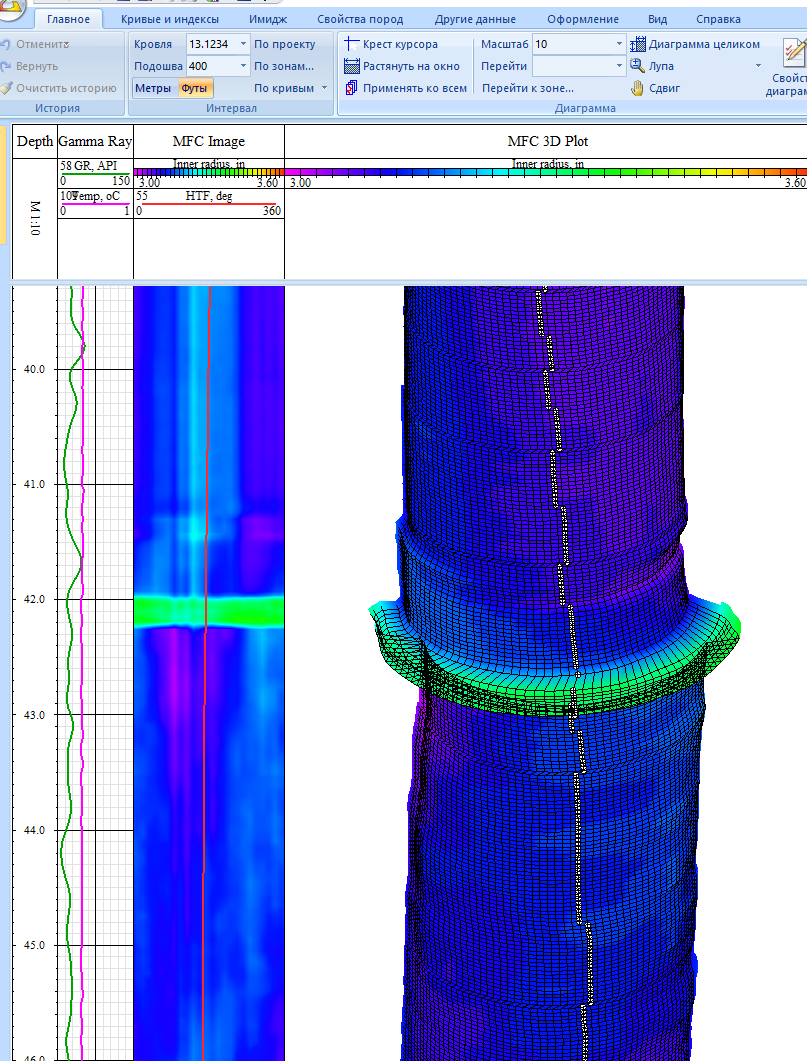 Главное Кривые и индексы Имидж Свойства пород Другие данные Оформление Вид Справка
Отменить Кровля 13.1234 По проекту Крест курсора Масштаб 10 Диаграмма целиком
Вернуть Подошва 400 По зонам... Растянуть на окно Перейти Лупа
Очистить историю Метры Футы По кривым Применять ко всем Перейти к зоне... Сдвиг
Свойст
диаграм
История Интервал Диаграмма
Depth Gamma Ray MFC Image MFC 3D Plot
58 GR, API Inner radius, in Inner radius, in
0 150 3.00 3.60 3.00 3.60
Temp, oC 55 HTF, deg
0 1 0 360
M 1:10
40.0
41.0
42.0
43.0
44.0
45.0
46.0